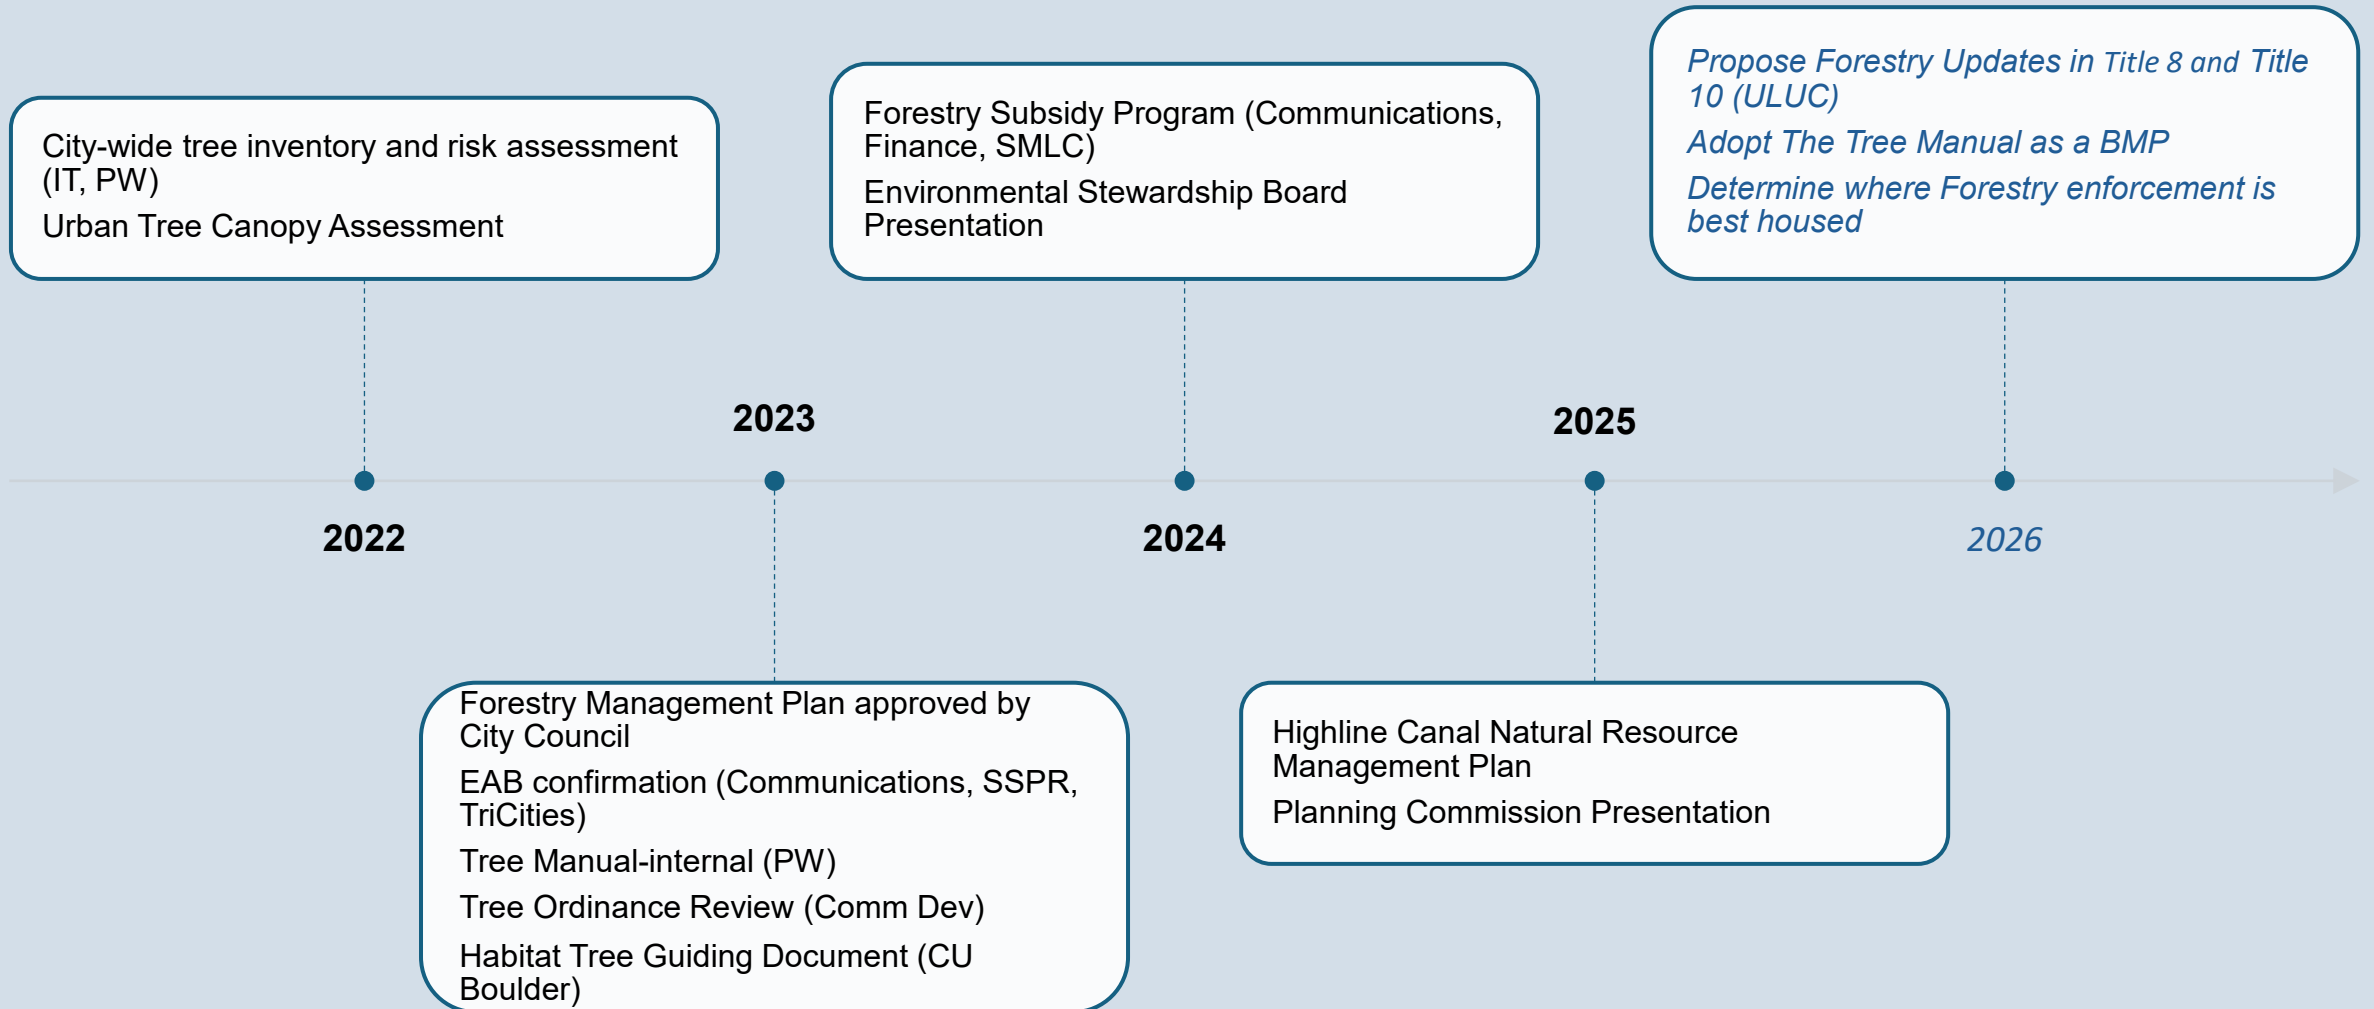 City-wide tree inventory and risk assessment
(IT, PW)
Urban Tree Canopy Assessment
2022
2023
Forestry Management Plan approved by
City Council
EAB confirmation (Communications, SSPR,
TriCities)
Tree Manual-internal (PW)
Tree Ordinance Review (Comm Dev)
Habitat Tree Guiding Document (CU
Boulder)
Forestry Subsidy Program (Communications,
Finance, SMLC)
Environmental Stewardship Board
Presentation
2024
2025
Highline Canal Natural Resource
Management Plan
Planning Commission Presentation
Propose Forestry Updates in Title 8 and Title
10 (ULUC)
Adopt The Tree Manual as a BMP
Determine where Forestry enforcement is
best housed
2026